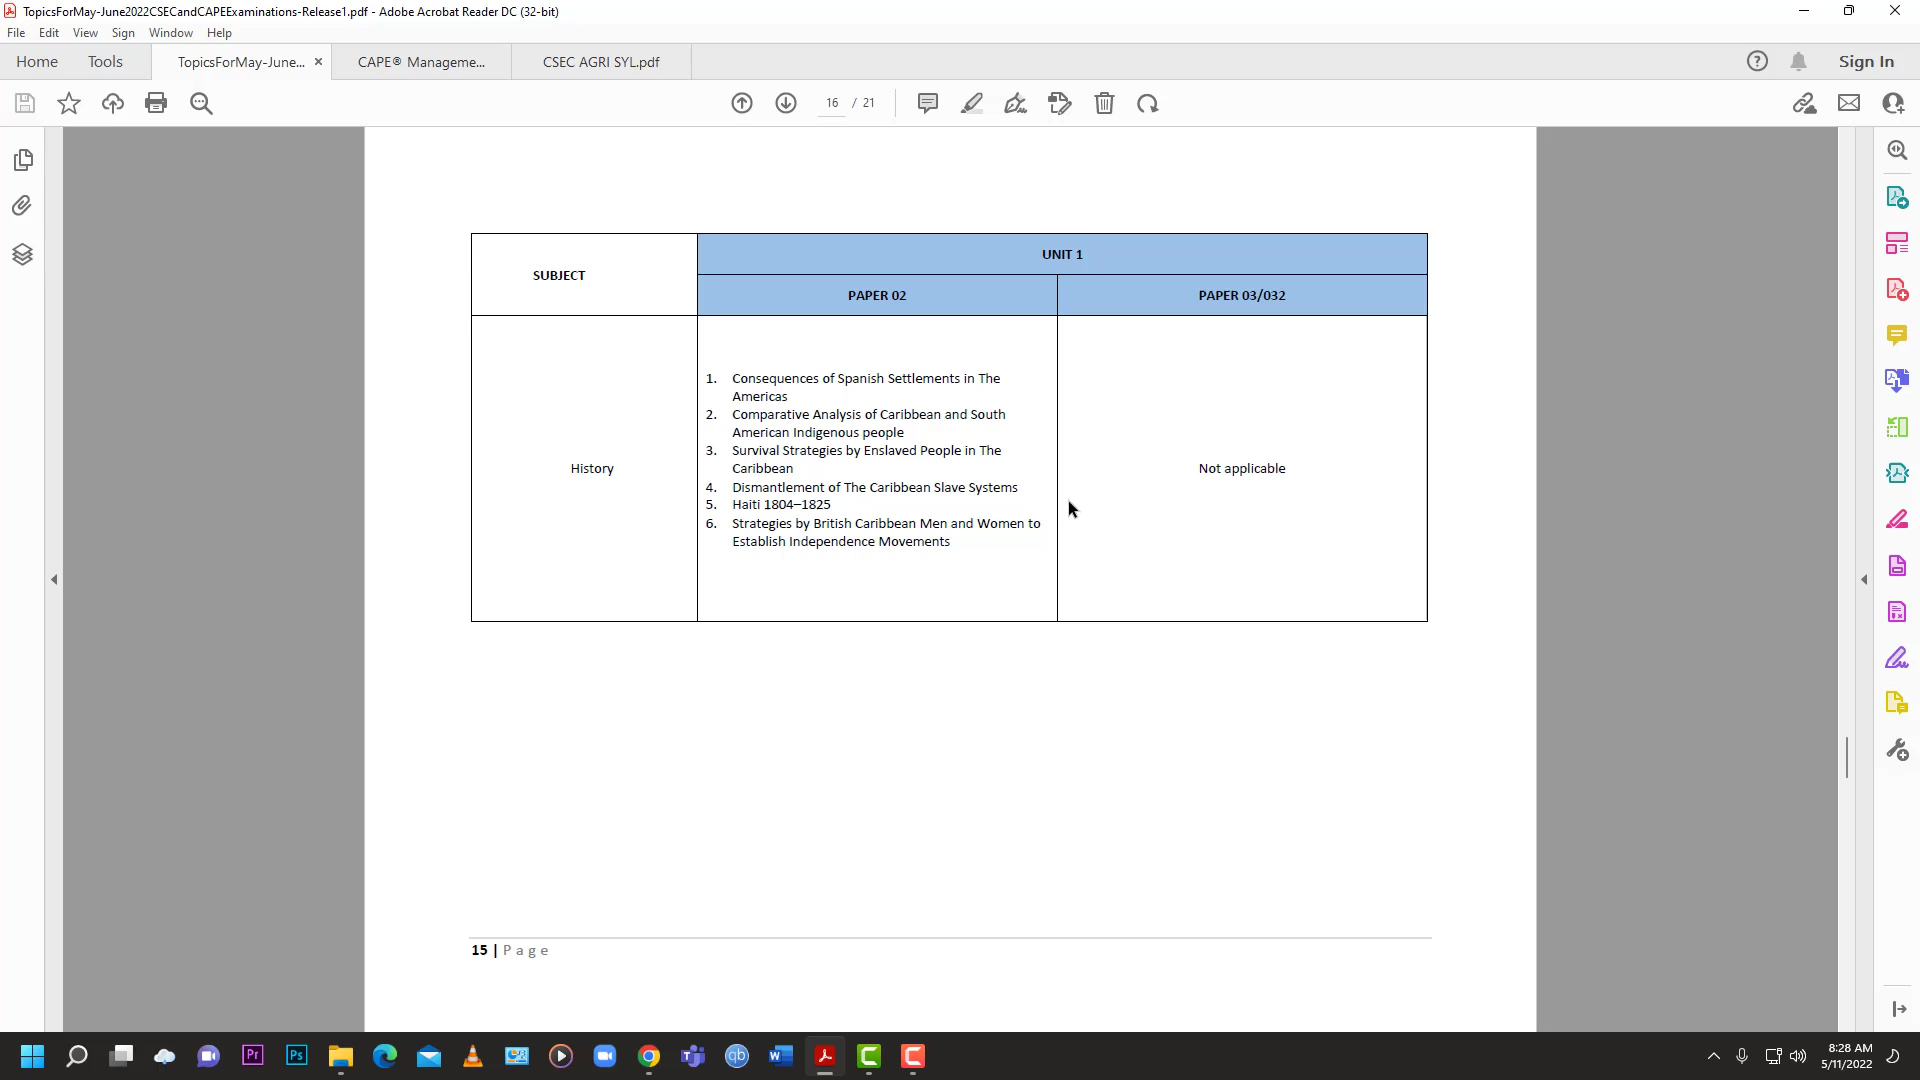 TopicsForMay-June2022CSECandCAPEExaminations-Release1.pdf - Adobe Acrobat Reader DC (32-bit)
File Edit View Sign Window Help
Home Tools TopicsForMay-June... × CAPE® Manageme... CSEC AGRI SYL.pdf Sign In
16 / 21
SUBJECT
UNIT 1
PAPER 02
PAPER 03/032
History
1. Consequences of Spanish Settlements in The
Americas
2. Comparative Analysis of Caribbean and South
American Indigenous people
3. Survival Strategies by Enslaved People in The
Caribbean
4. Dismantlement of The Caribbean Slave Systems
5. Haiti 1804–1825
6. Strategies by British Caribbean Men and Women to
Establish Independence Movements
Not applicable
15 | Page
Pr Ps qb W
8:28 AM
5/11/2022